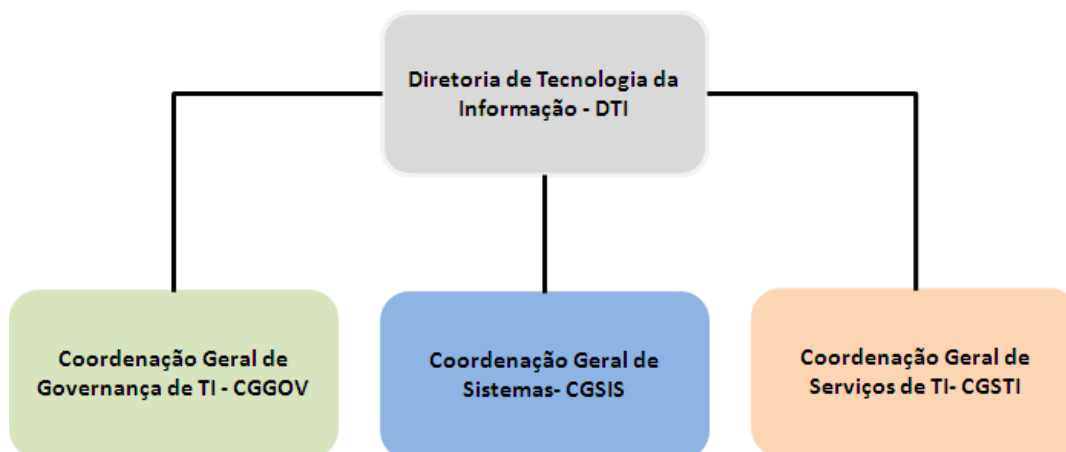 Diretoria de Tecnologia da
Informação - DTI
Coordenação Geral de
Governança de TI - CGGOV
Coordenação Geral de
Sistemas- CGSIS
Coordenação Geral de
Serviços de TI- CGSTI